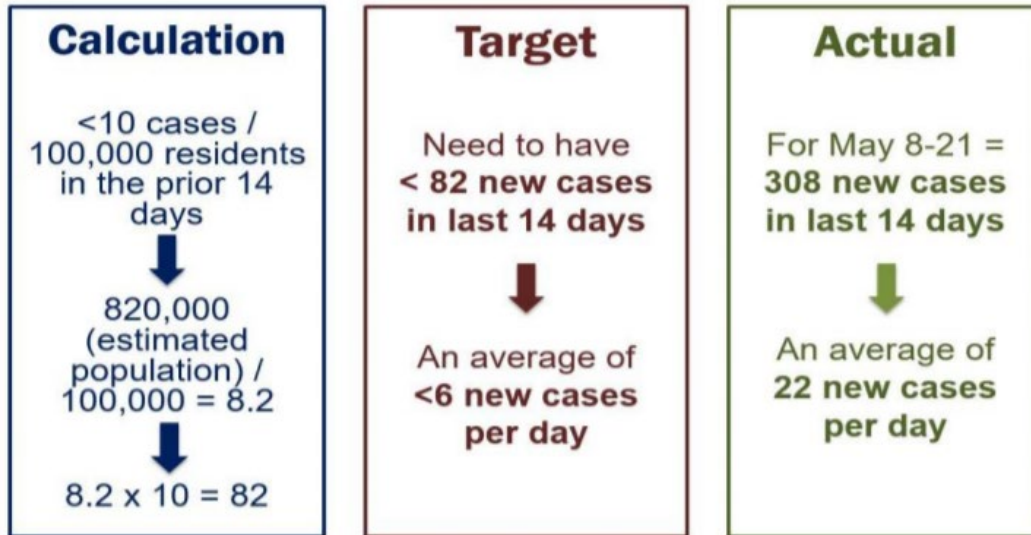 Calculation
<10 cases /
100,000 residents
in the prior 14
days
820,000
(estimated
population) /
100,000 = 8.2
8.2 x 10 = 82
Target
Need to have
< 82 new cases
in last 14 days
An average of
<6 new cases
per day
Actual
For May 8-21 =
308 new cases
in last 14 days
An average of
22 new cases
per day